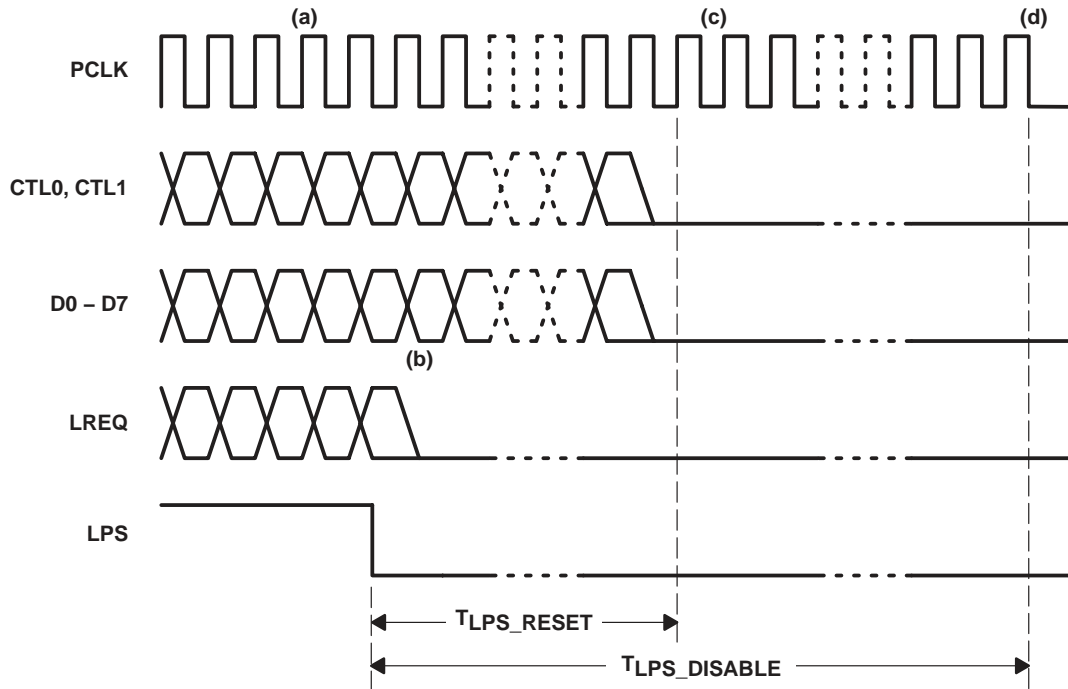 (a)
(c)
(d)
PCLK
CTL0, CTL1
D0 – D7
(b)
LREQ
LPS
TLPS_RESET
TLPS_DISABLE